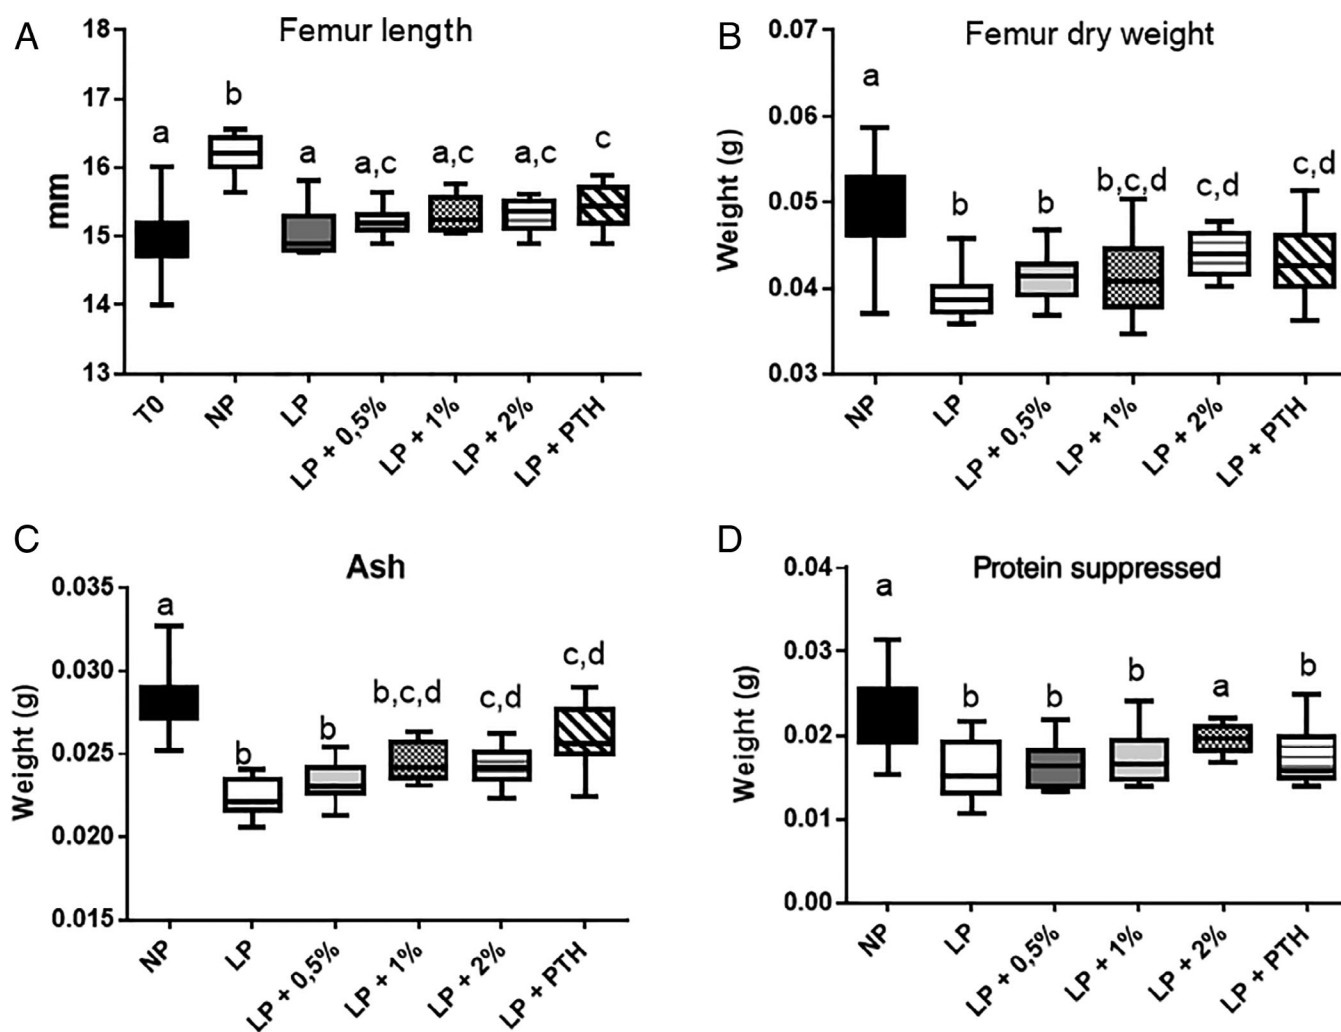 A
Femur length
mm
18
17
16
15
14
13
a
b
a
a,c
a,c
a,c
c
T0
NP
LP
LP + 0,5%
LP + 1%
LP + 2%
LP + PTH
B
Femur dry weight
Weight (g)
0.07
0.06
0.05
0.04
0.03
a
b
b
b,c,d
c,d
c,d
NP
LP
LP + 0,5%
LP + 1%
LP + 2%
LP + PTH
C
Ash
Weight (g)
0.035
0.030
0.025
0.020
0.015
a
b
b
b,c,d
c,d
c,d
NP
LP
LP + 0,5%
LP + 1%
LP + 2%
LP + PTH
D
Protein suppressed
Weight (g)
0.04
0.03
0.02
0.01
0.00
a
b
b
b
a
b
NP
LP
LP + 0,5%
LP + 1%
LP + 2%
LP + PTH